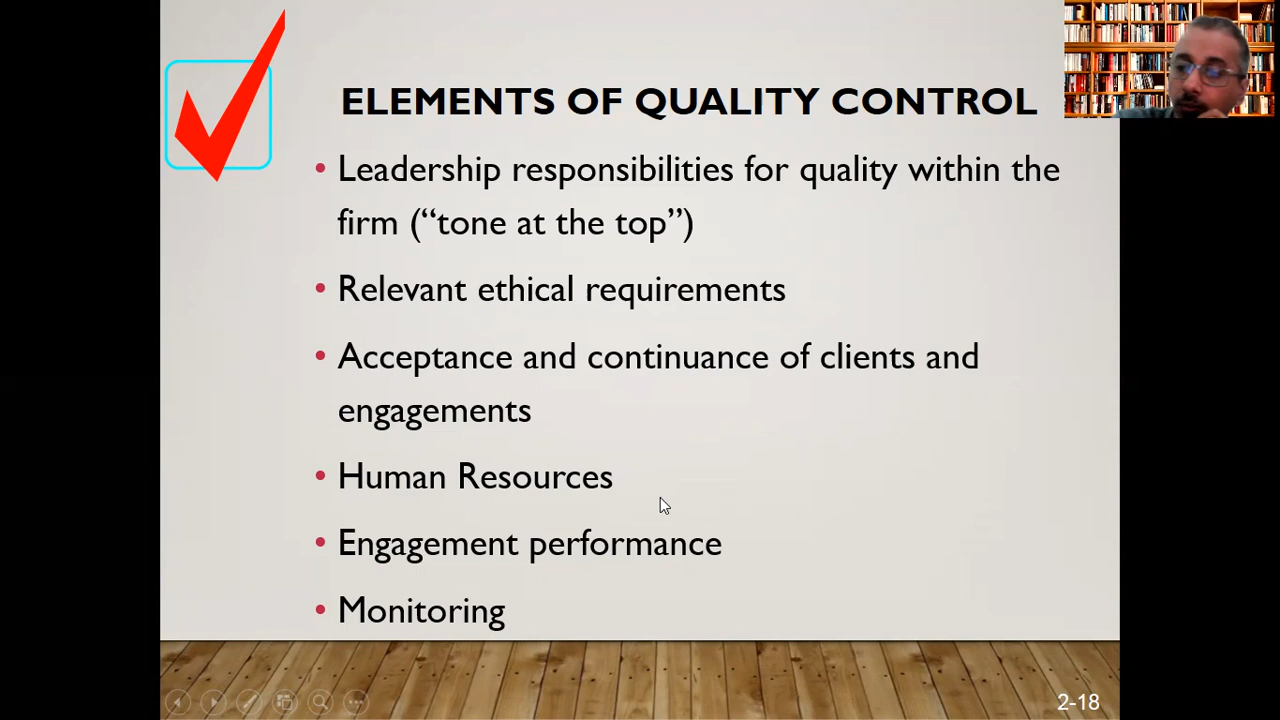 ELEMENTS OF QUALITY CONTROL
• Leadership responsibilities for quality within the
firm (“tone at the top”)
• Relevant ethical requirements
• Acceptance and continuance of clients and
engagements
• Human Resources
• Engagement performance
• Monitoring
2-18